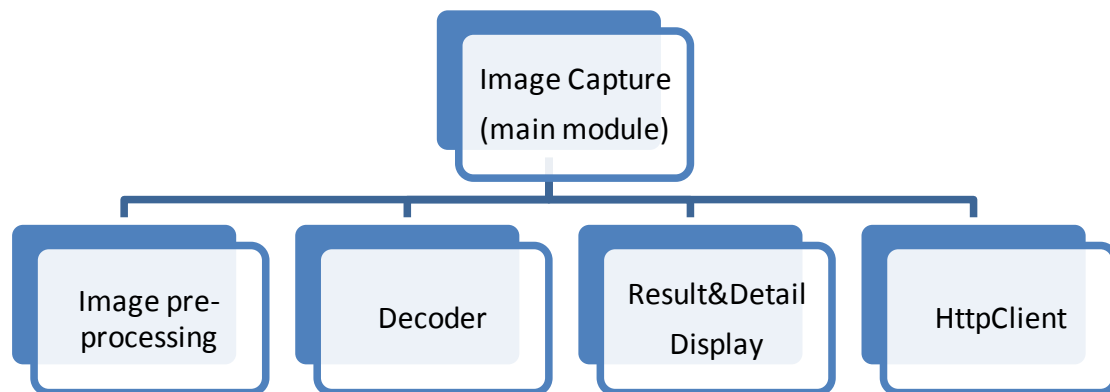 Image Capture
(main module)
Image pre-
processing
Decoder
Result&Detail
Display
HttpClient